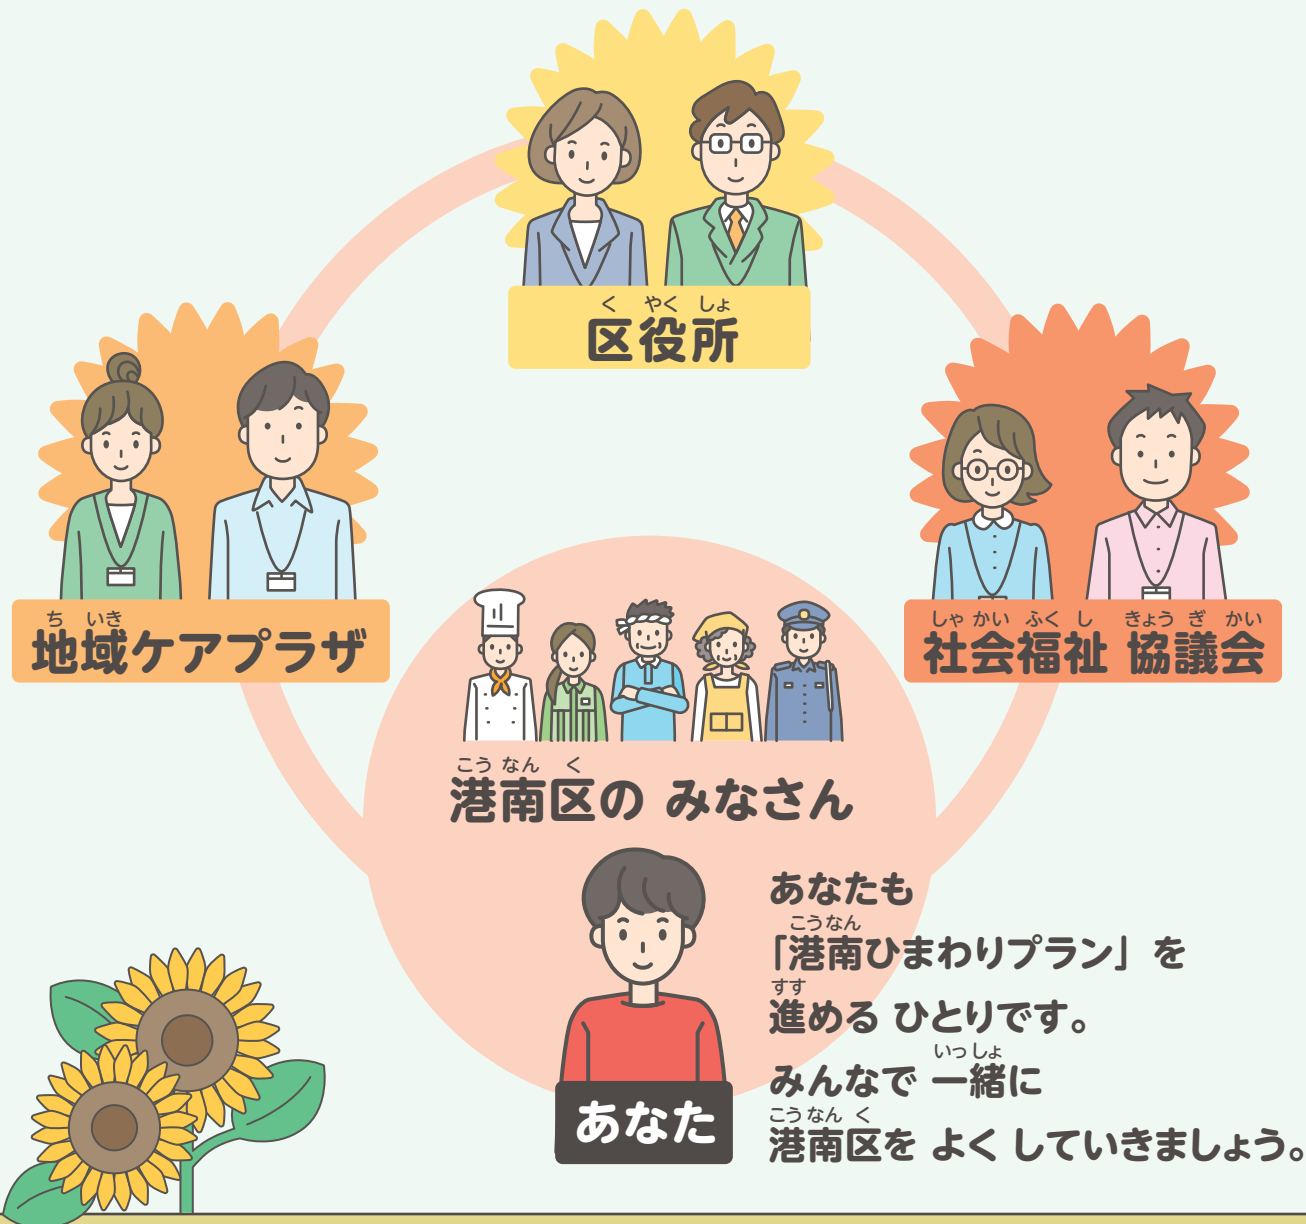 く やく しょ
区役所
ち いき
地域ケアプラザ
しゃ かい ふく し きょう ぎ かい
社会福祉 協議会
こう なん く
港南区の みなさん
あなたも
こうなん
「港南ひまわりプラン」を
すす
進める ひとりです。
みんなで 一緒に
いっしょ
こうなん く
港南区を よく していきましょう。
あなた